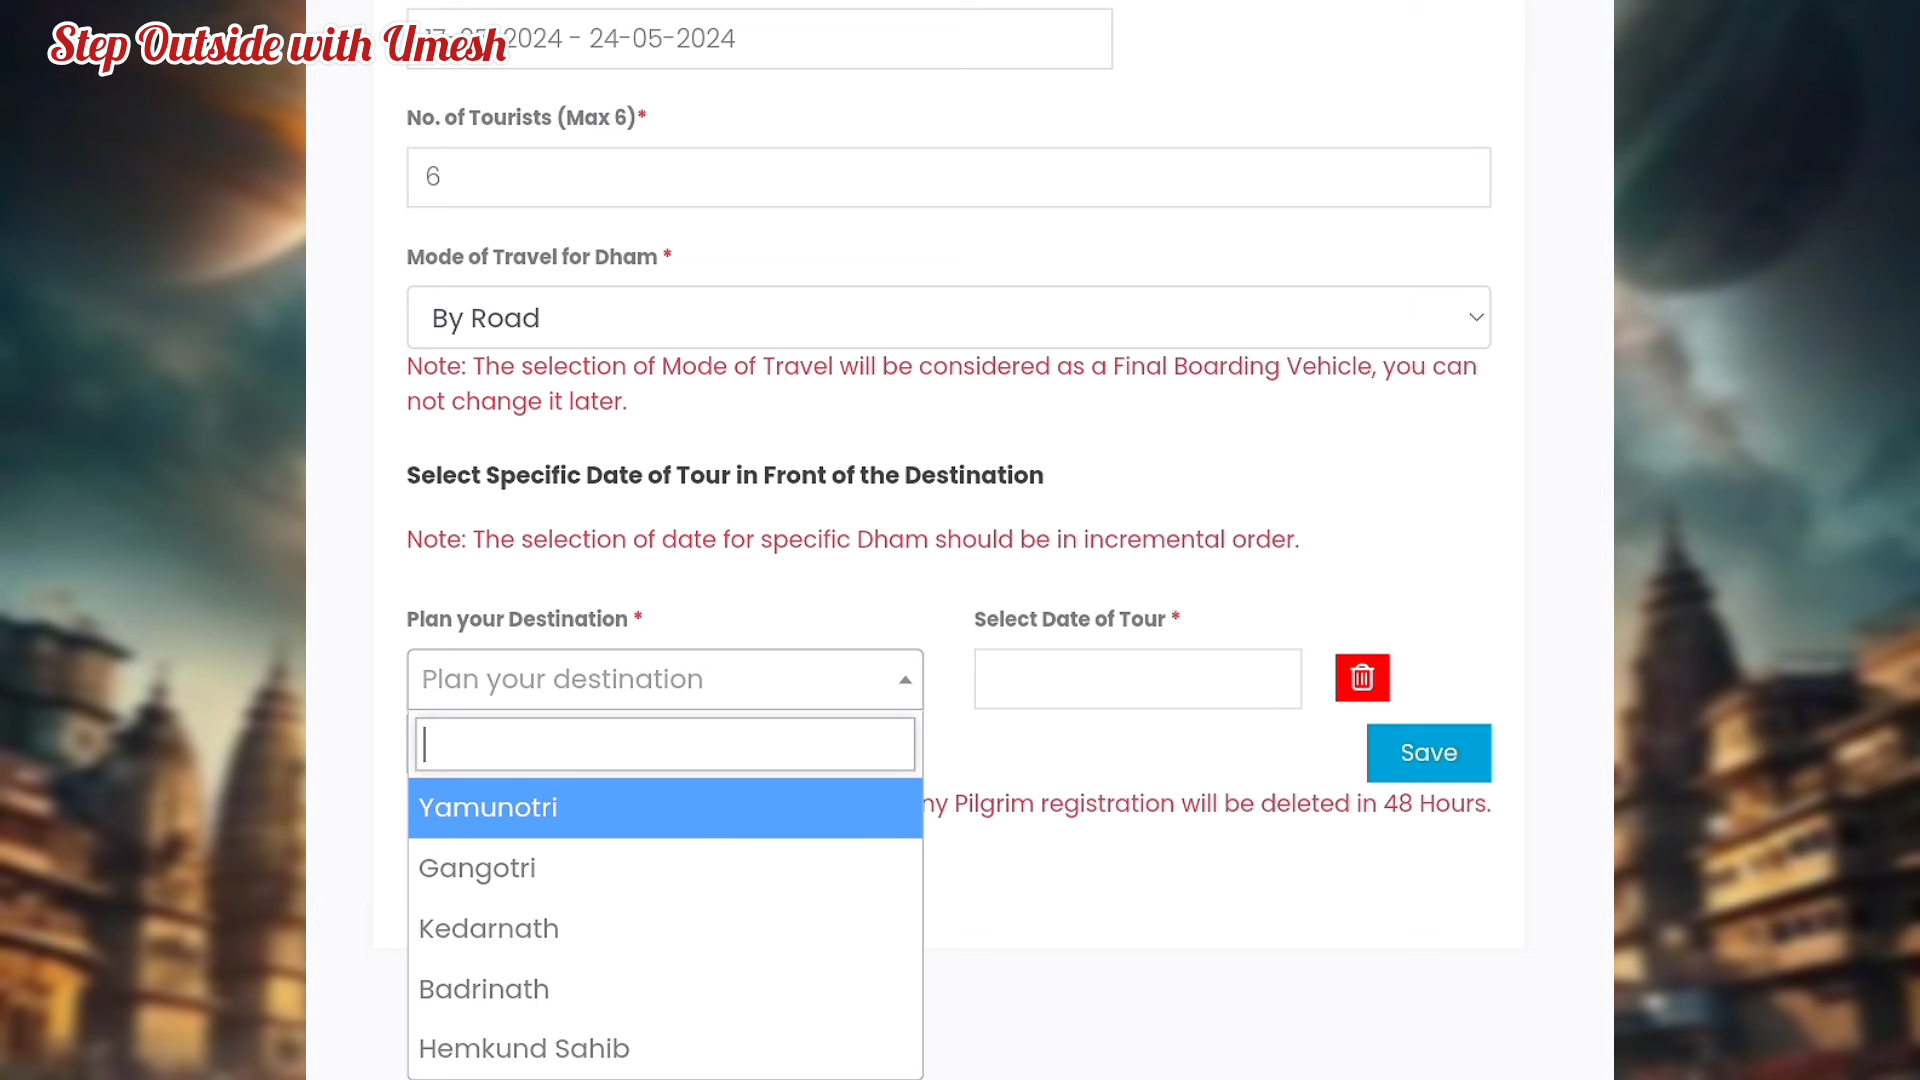 Step Outside with Umesh
2024 - 24-05-2024
No. of Tourists (Max 6)*
6
Mode of Travel for Dham *
By Road
Note: The selection of Mode of Travel will be considered as a Final Boarding Vehicle, you can
not change it later.
Select Specific Date of Tour in Front of the Destination
Note: The selection of date for specific Dham should be in incremental order.
Plan your Destination * Select Date of Tour *
Plan your destination
Save
Yamunotri
Pilgrim registration will be deleted in 48 Hours.
Gangotri
Kedarnath
Badrinath
Hemkund Sahib